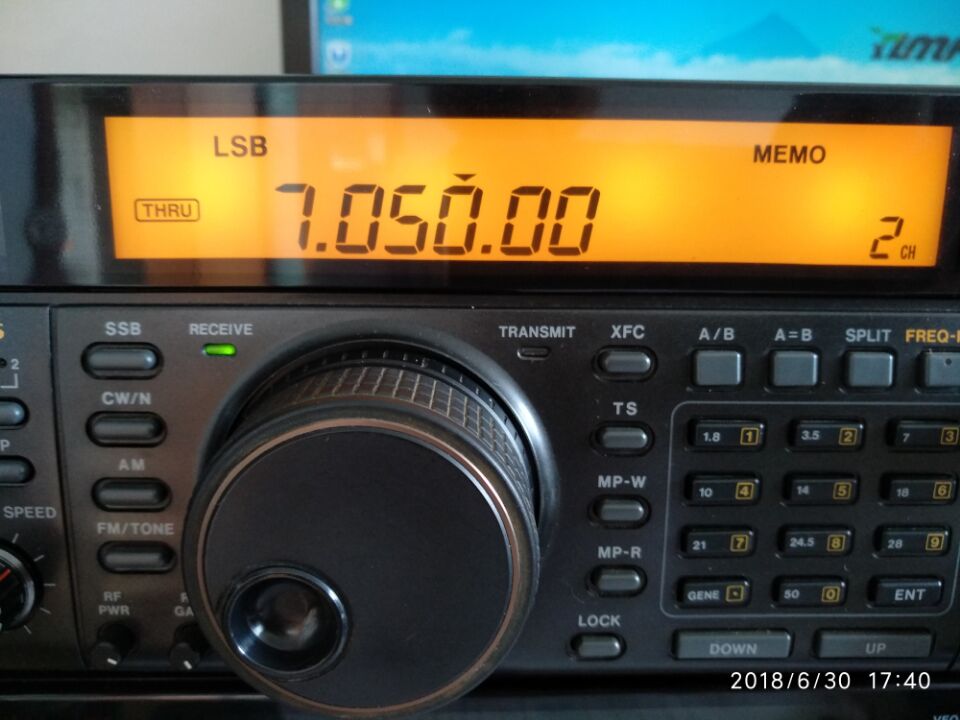 LSB
MEMO
THRU
7.050.00
2 CH
SSB
RECEIVE
TRANSMIT
XFC
A/B
A=B
SPLIT
2
CW/N
TS
1.8 1
3.5 2
7 3
AM
MP-W
10 4
14 5
18 6
SPEED
FM/TONE
MP-R
21 7
24.5 8
28 9
RF
PWR
GENE .
50 0
ENT
LOCK
DOWN
UP
2018/6/30 17:40